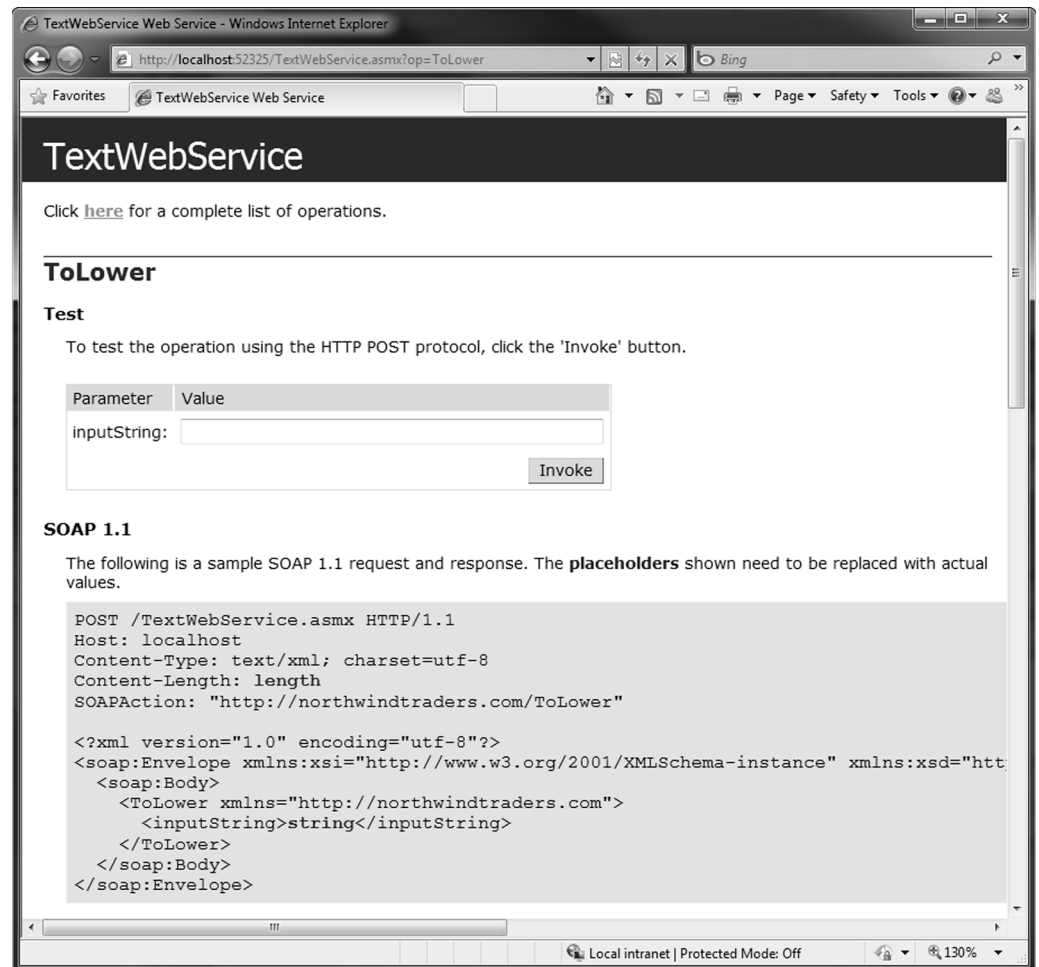 TextWebService Web Service - Windows Internet Explorer
http://localhost:52325/TextWebService.asmx?op=ToLower
Bing
Favorites
TextWebService Web Service
Page
Safety
Tools
TextWebService
Click here for a complete list of operations.
ToLower
Test
To test the operation using the HTTP POST protocol, click the 'Invoke' button.
Parameter Value
inputString:
Invoke
SOAP 1.1
The following is a sample SOAP 1.1 request and response. The placeholders shown need to be replaced with actual
values.
POST /TextWebService.asmx HTTP/1.1
Host: localhost
Content-Type: text/xml; charset=utf-8
Content-Length: length
SOAPAction: "http://northwindtraders.com/ToLower"
<?xml version="1.0" encoding="utf-8"?>
<soap:Envelope xmlns:xsi="http://www.w3.org/2001/XMLSchema-instance" xmlns:xsd="htt
<soap:Body>
<ToLower xmlns="http://northwindtraders.com">
<inputString>string</inputString>
</ToLower>
</soap:Body>
</soap:Envelope>
Local intranet | Protected Mode: Off
130%